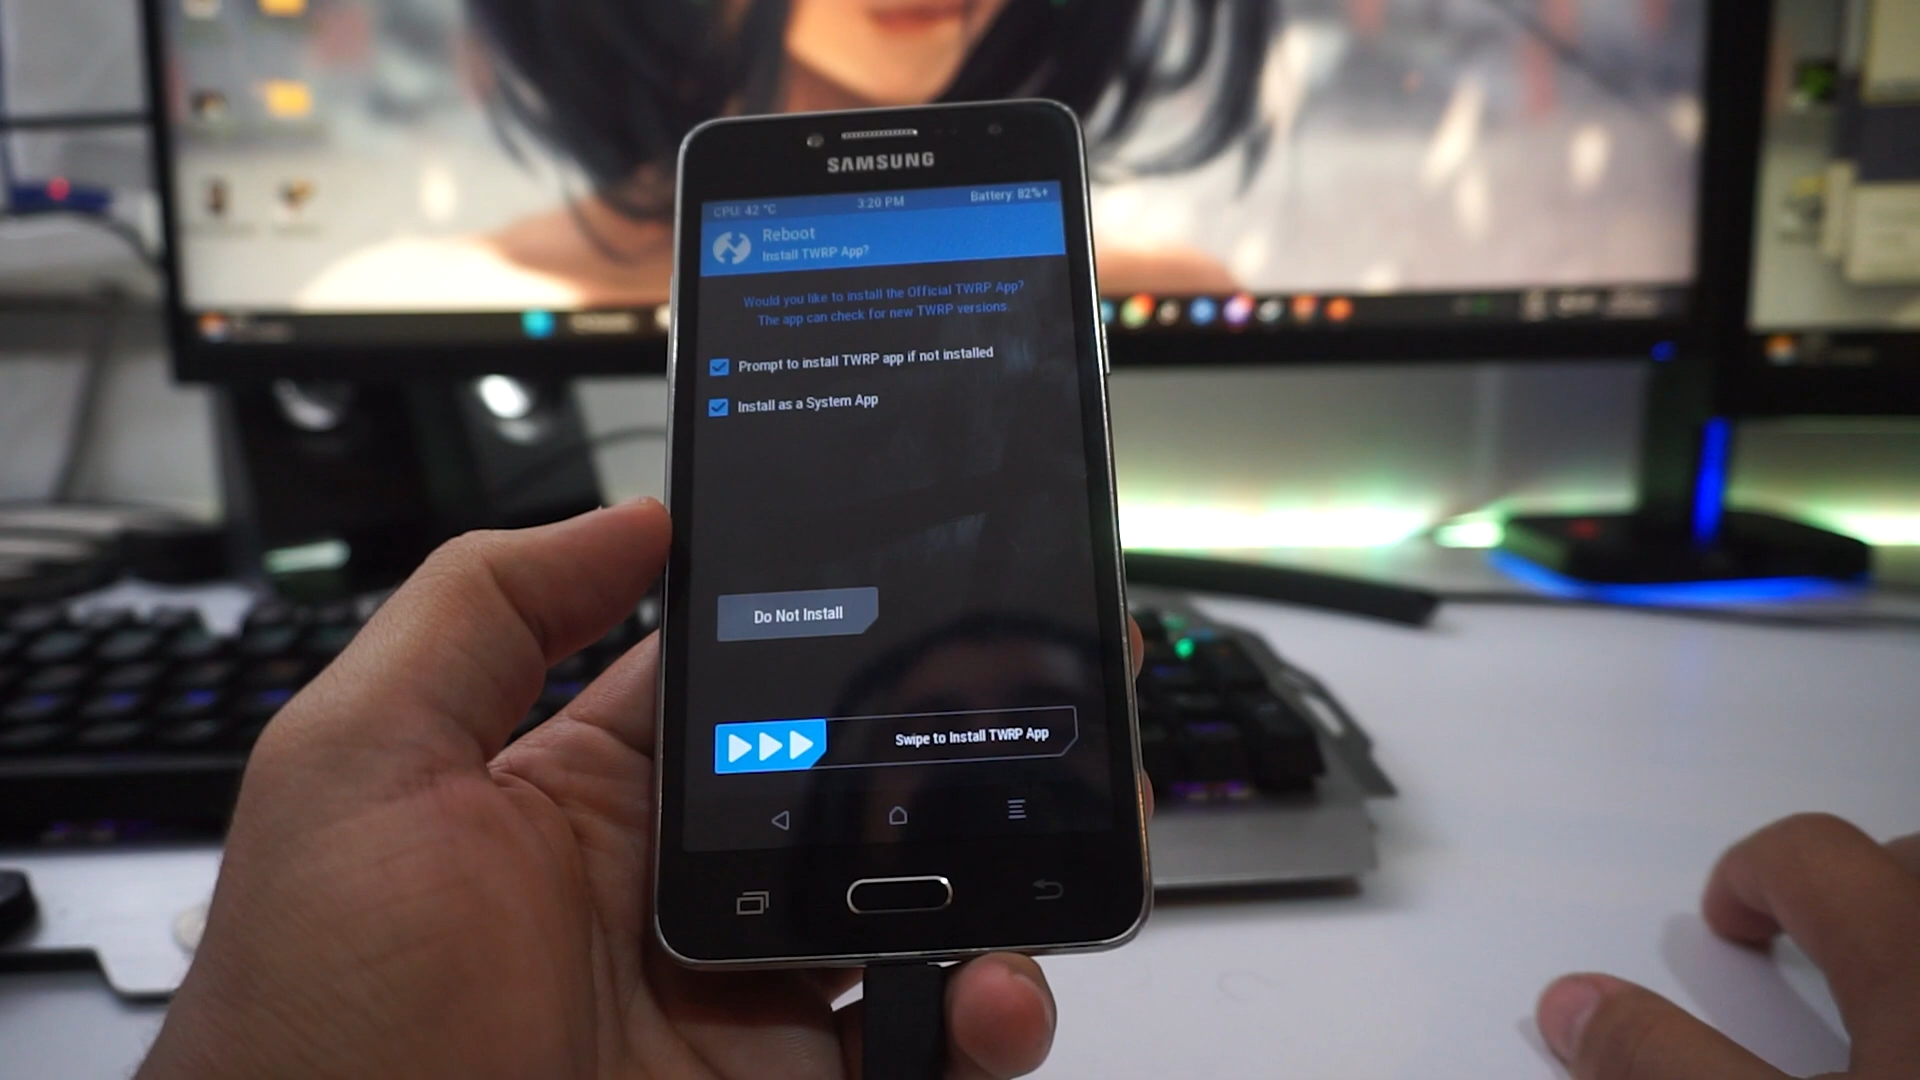 SAMSUNG
CPU: 42 °C 3:20 PM Battery: 82%+
Reboot
Install TWRP App?
Would you like to install the Official TWRP App?
The app can check for new TWRP versions.
Prompt to install TWRP app if not installed
Install as a System App
Do Not Install
Swipe to Install TWRP App